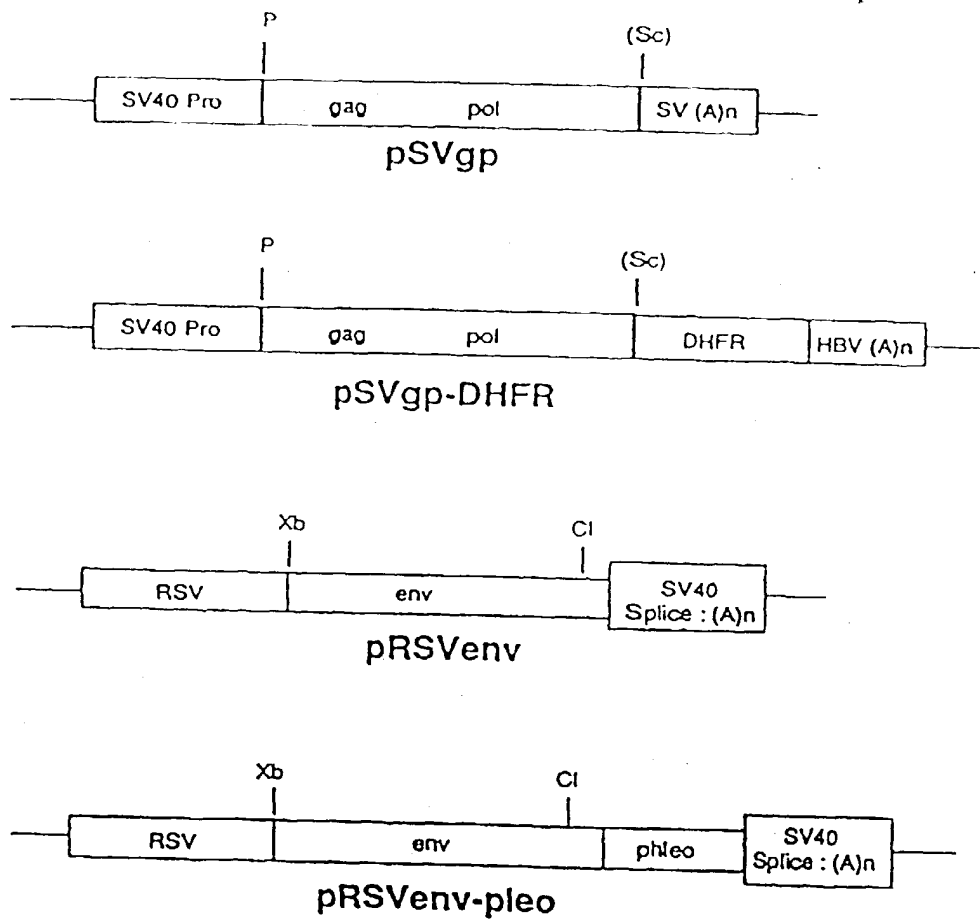 P (Sc)
SV40 Pro gag pol SV (A)n
pSVgp
P (Sc)
SV40 Pro gag pol DHFR HBV (A)n
pSVgp-DHFR
Xb Cl
RSV env SV40
Splice : (A)n
pRSVenv
Xb Cl
RSV env phleo SV40
Splice : (A)n
pRSVenv-pleo